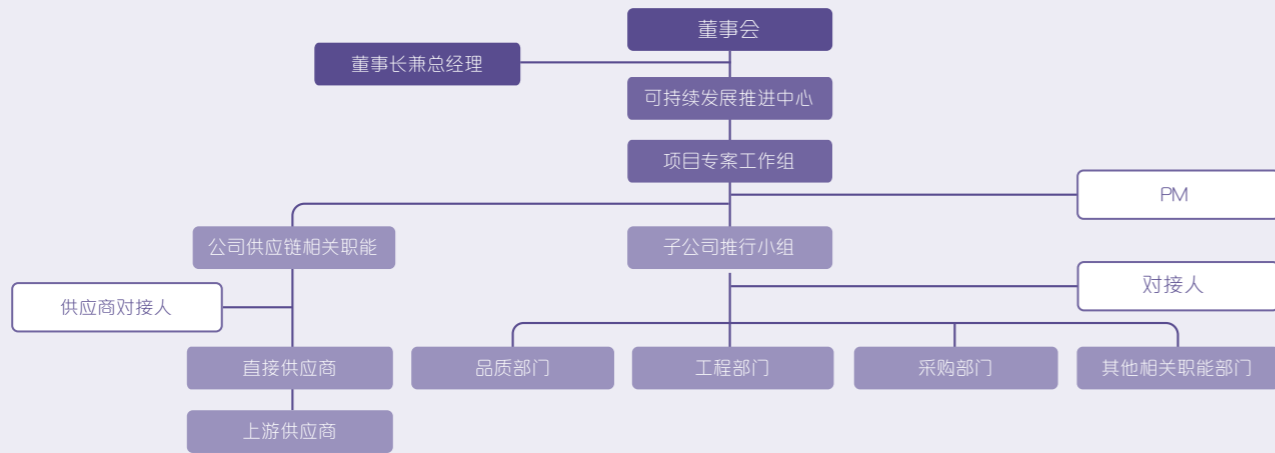 董事会
董事长兼总经理
可持续发展推进中心
项目专案工作组
PM
公司供应链相关职能
子公司推行小组
对接人
供应商对接人
直接供应商
品质部门
工程部门
采购部门
其他相关职能部门
上游供应商